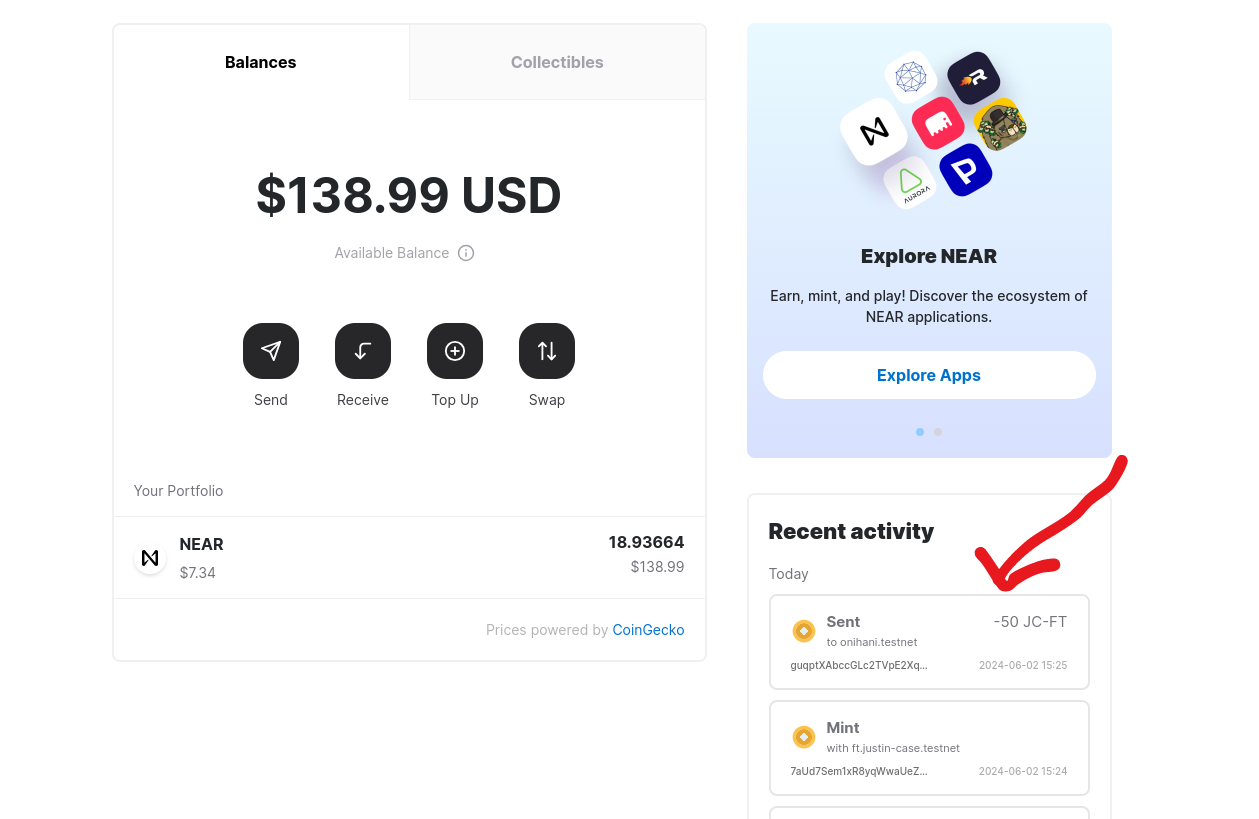 Balances
Collectibles
$138.99 USD
Available Balance
Send
Receive
Top Up
Swap
Your Portfolio
NEAR
18.93664
$7.34
$138.99
Prices powered by CoinGecko
AURORA
Explore NEAR
Earn, mint, and play! Discover the ecosystem of
NEAR applications.
Explore Apps
Recent activity
Today
Sent
-50 JC-FT
to onihani.testnet
guqptXAbccGLc2TVpE2Xq...
2024-06-02 15:25
Mint
with ft.justin-case.testnet
7aUd7Sem1xR8yqWwaUeZ...
2024-06-02 15:24